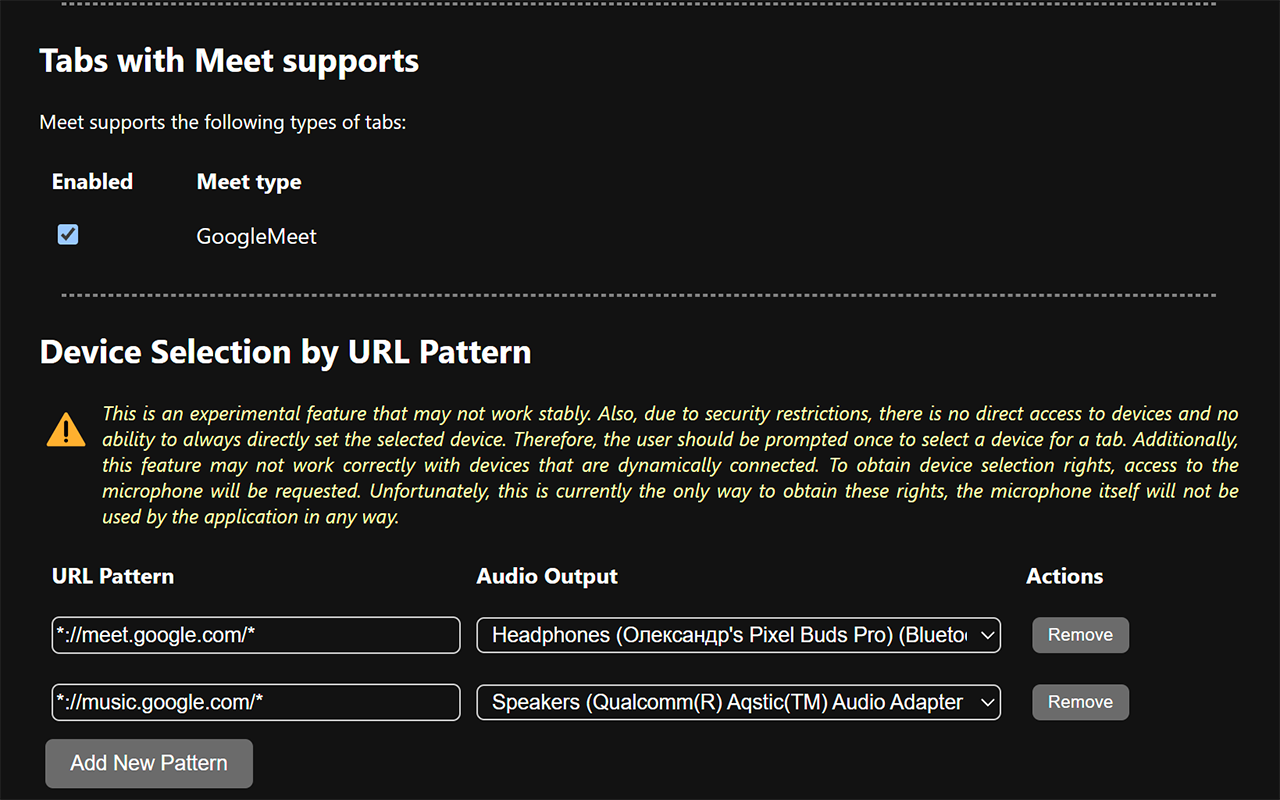 Tabs with Meet supports
Meet supports the following types of tabs:
Enabled Meet type
GoogleMeet
Device Selection by URL Pattern
This is an experimental feature that may not work stably. Also, due to security restrictions, there is no direct access to devices and no
ability to always directly set the selected device. Therefore, the user should be prompted once to select a device for a tab. Additionally,
this feature may not work correctly with devices that are dynamically connected. To obtain device selection rights, access to the
microphone will be requested. Unfortunately, this is currently the only way to obtain these rights, the microphone itself will not be
used by the application in any way.
URL Pattern Audio Output Actions
*://meet.google.com/* Headphones (Олександр's Pixel Buds Pro) (Bluetoo Remove
*://music.google.com/* Speakers (Qualcomm(R) Aqstic(TM) Audio Adapter Remove
Add New Pattern